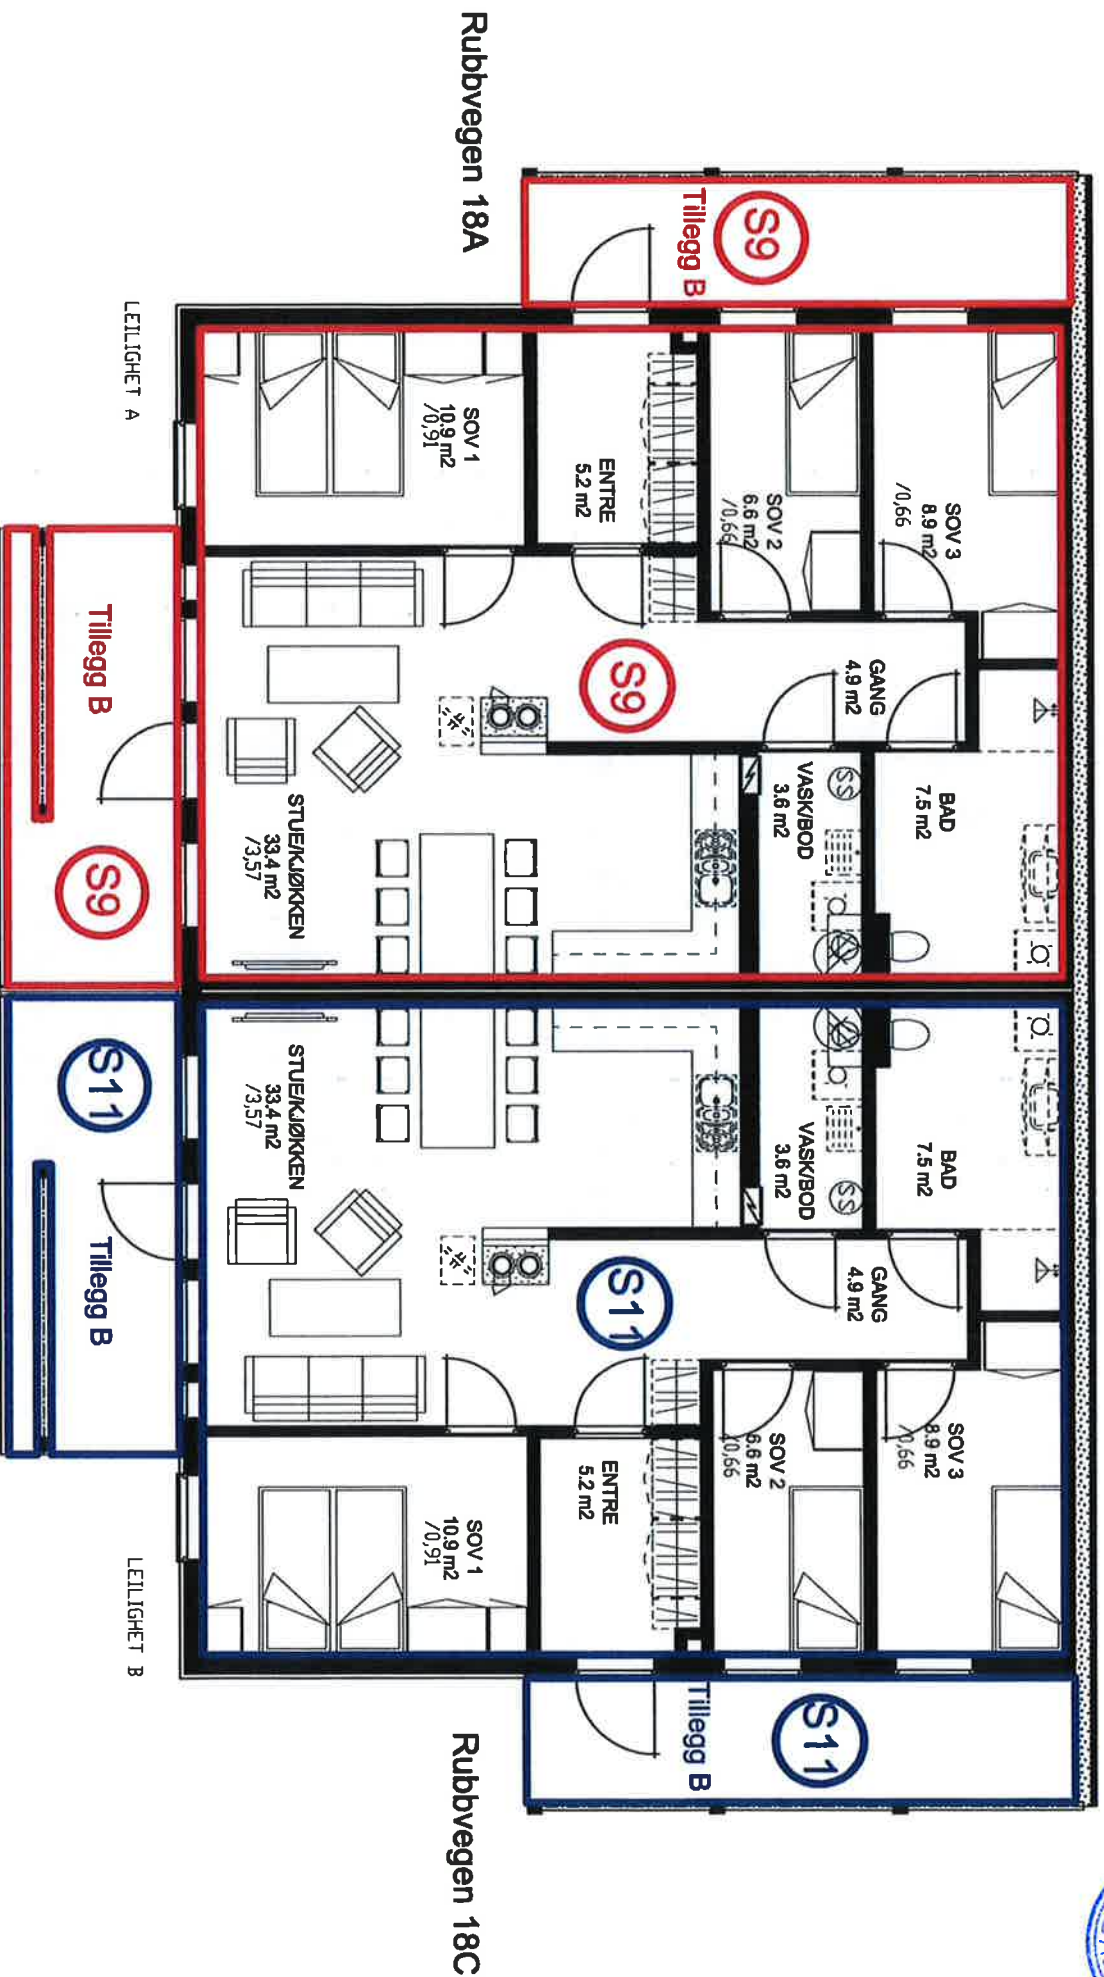 Rubbvegen 18A
LEILIGHET A
S9
Tillegg B
SOV 1
10.9 m2
/0,91
ENTRE
5.2 m2
SOV 2
6.6 m2
/0,66
SOV 3
8.9 m2
/0,66
S9
GANG
4.9 m2
Tillegg B
S9
STUE/KJØKKEN
33.4 m2
/3,57
VASK/BOD
3.6 m2
SS
BAD
7.5 m2
S11
Tillegg B
STUE/KJØKKEN
33.4 m2
/3,57
VASK/BOD
3.6 m2
SS
BAD
7.5 m2
S11
GANG
4.9 m2
SOV 1
10.9 m2
/0,91
ENTRE
5.2 m2
SOV 2
6.6 m2
/0,66
SOV 3
8.9 m2
/0,66
Tillegg B
S11
LEILIGHET B
Rubbvegen 18C